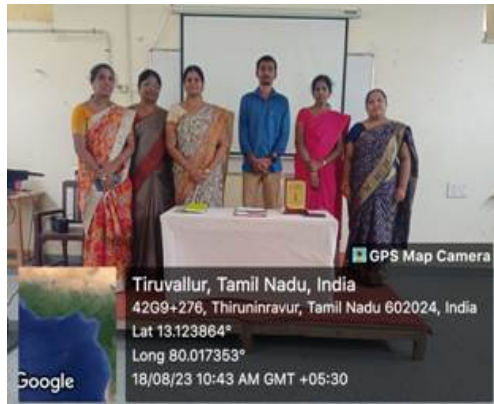 GPS Map Camera
Tiruvallur, Tamil Nadu, India
42G9+276, Thiruninravur, Tamil Nadu 602024, India
Lat 13.123864°
Long 80.017353°
18/08/23 10:43 AM GMT +05:30
Google